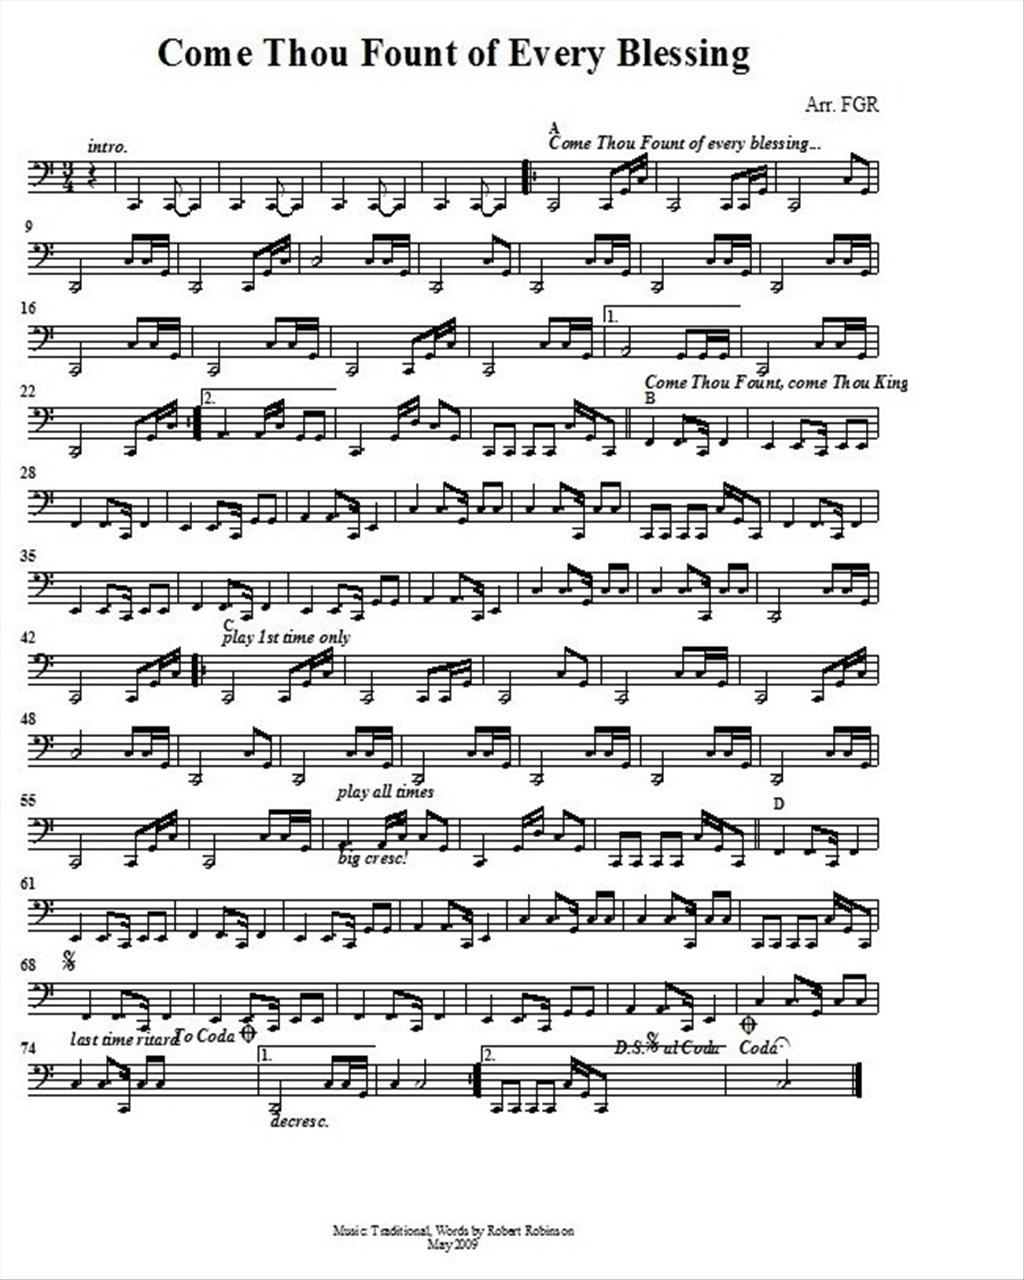 Come Thou Fount of Every Blessing
Arr. FGR
intro.
A
Come Thou Fount of every blessing...
3
4
9
16
1.
22
2.
Come Thou Fount, come Thou King
B
28
35
42
C
play 1st time only
48
55
play all times
big cresc!
D
61
68
last time ritard
To Coda
74
1.
decresc.
2.
D.S. al Coda
Coda
Music: Traditional, Words by Robert Robinson
May 2009